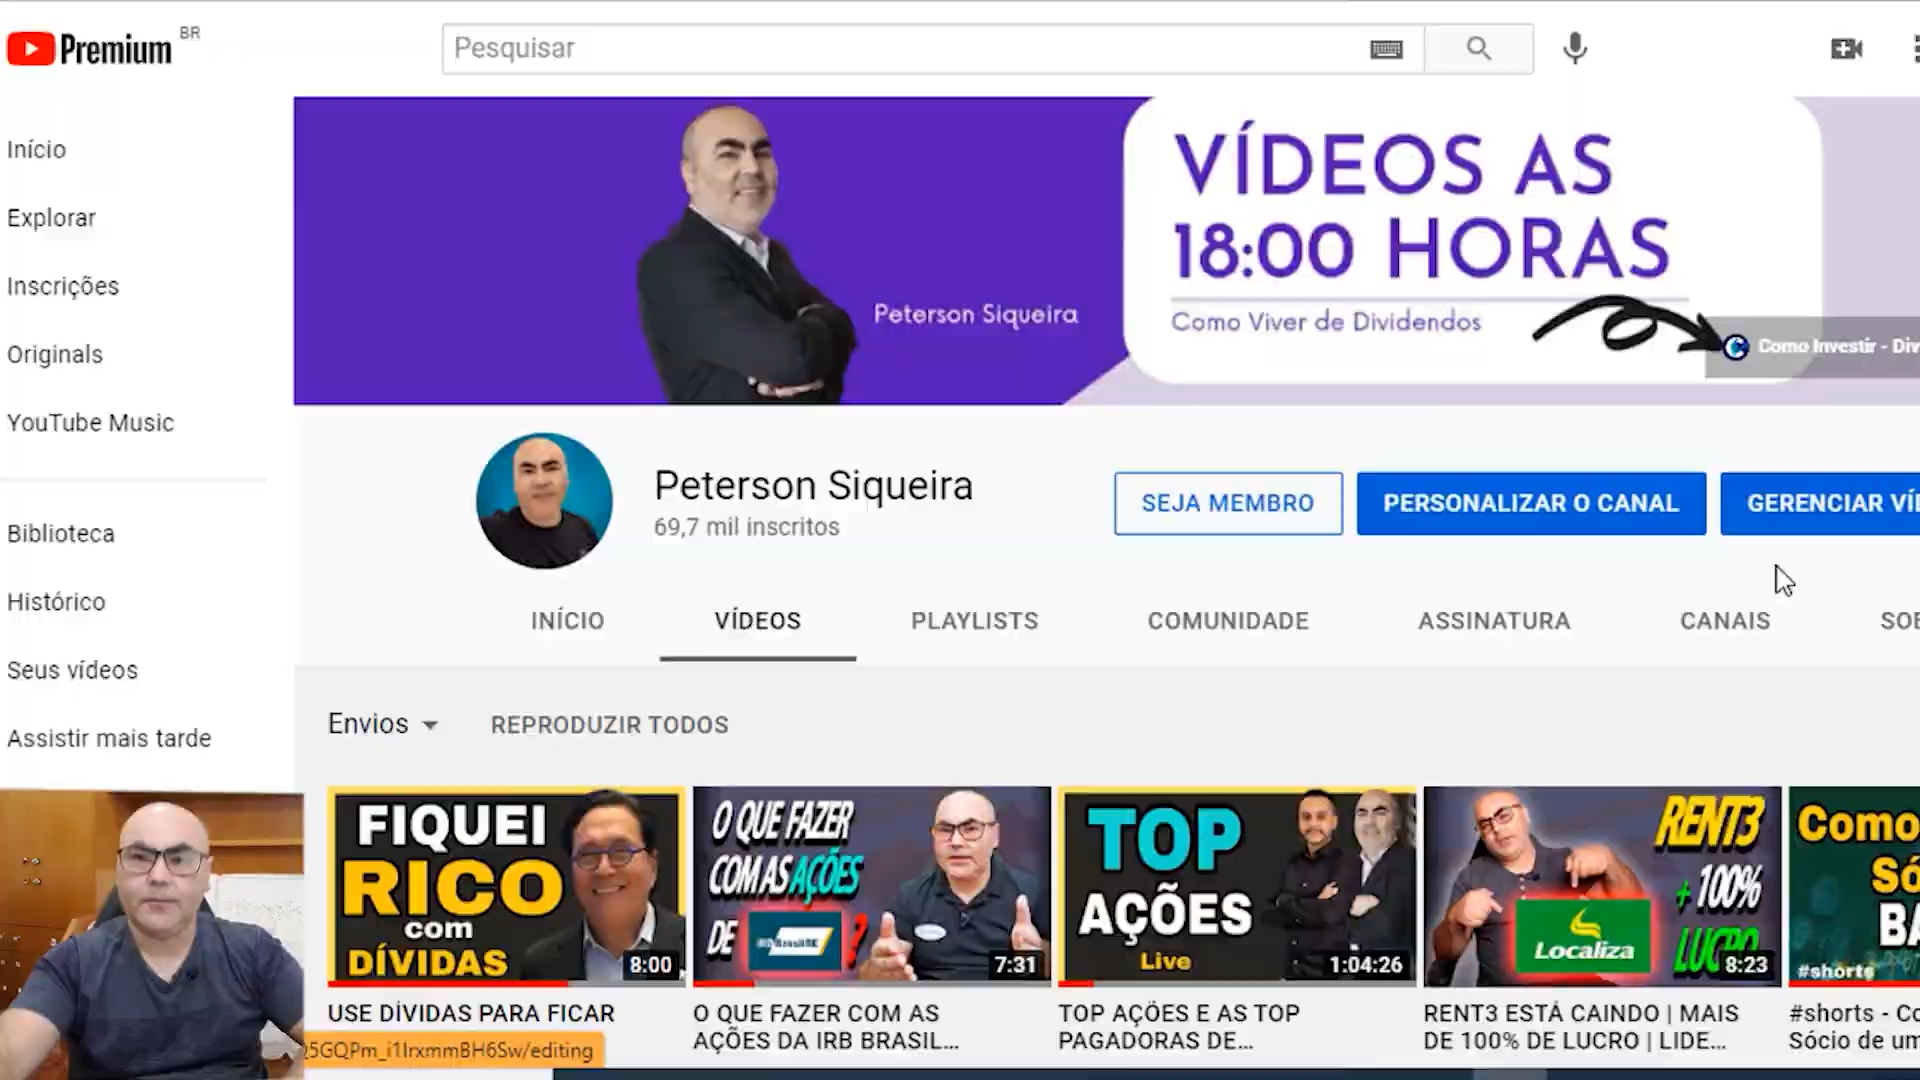 Premium BR
Pesquisar
Início
Explorar
Inscrições
Originals
YouTube Music
Biblioteca
Histórico
Seus vídeos
Assistir mais tarde
VÍDEOS AS
18:00 HORAS
Peterson Siqueira
Como Viver de Dividendos
Como Investir - Div
Peterson Siqueira
69,7 mil inscritos
SEJA MEMBRO
PERSONALIZAR O CANAL
GERENCIAR VÍ
INÍCIO
VÍDEOS
PLAYLISTS
COMUNIDADE
ASSINATURA
CANAIS
SOB
Envios
REPRODUZIR TODOS
FIQUEI
RICO
com
DÍVIDAS
8:00
USE DÍVIDAS PARA FICAR
O QUE FAZER
COM AS AÇÕES
DE ?
7:31
O QUE FAZER COM AS
AÇÕES DA IRB BRASIL...
TOP
AÇÕES
Live
1:04:26
TOP AÇÕES E AS TOP
PAGADORAS DE...
RENT3
+100%
LUCRO
Localiza
8:23
RENT3 ESTÁ CAINDO | MAIS
DE 100% DE LUCRO | LIDE...
Como
Só
BA
#shorts
#shorts - Co
Sócio de um
5GQPm_i1IrxmmBH6Sw/editing